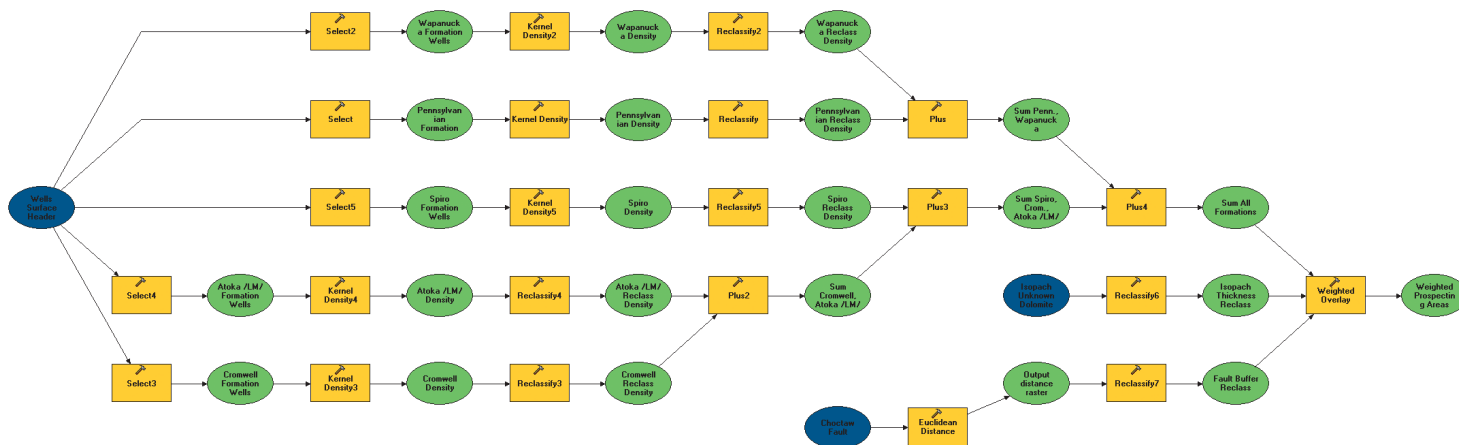 Select2
Wapanuck
a Formation
Wells
Kernel
Density2
Wapanuck
a Density
Reclassify2
Wapanuck
a Reclass
Density
Select
Pennsylvan
ian
Formation
Kernel Density
Pennsylvan
ian Density
Reclassify
Pennsylvan
ian Reclass
Density
Plus
Sum Penn.,
Wapanuck
a
Wells
Surface
Header
Select5
Spiro
Formation
Wells
Kernel
Density5
Spiro
Density
Reclassify5
Spiro
Reclass
Density
Plus3
Sum Spiro,
Crom.,
Atoka /LM/
Plus4
Sum All
Formations
Select4
Atoka /LM/
Formation
Wells
Kernel
Density4
Atoka /LM/
Density
Reclassify4
Atoka /LM/
Reclass
Density
Plus2
Sum
Cromwell,
Atoka /LM/
Isopach
Unknown
Dolomite
Reclassify6
Isopach
Thickness
Reclass
Weighted
Overlay
Weighted
Prospectin
g Areas
Select3
Cromwell
Formation
Wells
Kernel
Density3
Cromwell
Density
Reclassify3
Cromwell
Reclass
Density
Output
distance
raster
Reclassify7
Fault Buffer
Reclass
Choctaw
Fault
Euclidean
Distance